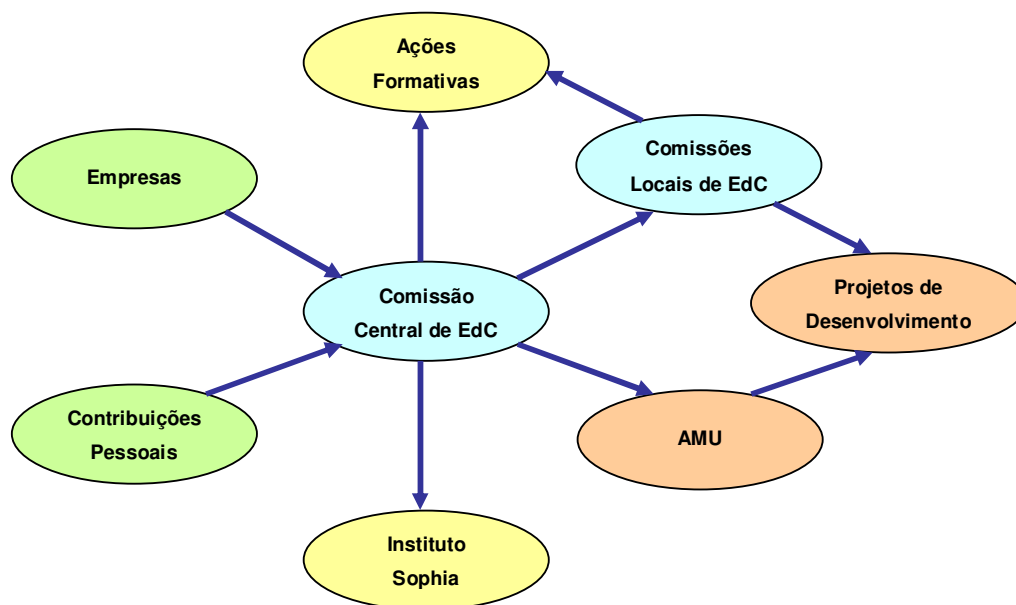 Ações
Formativas
Comissões
Locais de EdC
Empresas
Comissão
Central de EdC
Projetos de
Desenvolvimento
Contribuições
Pessoais
AMU
Instituto
Sophia